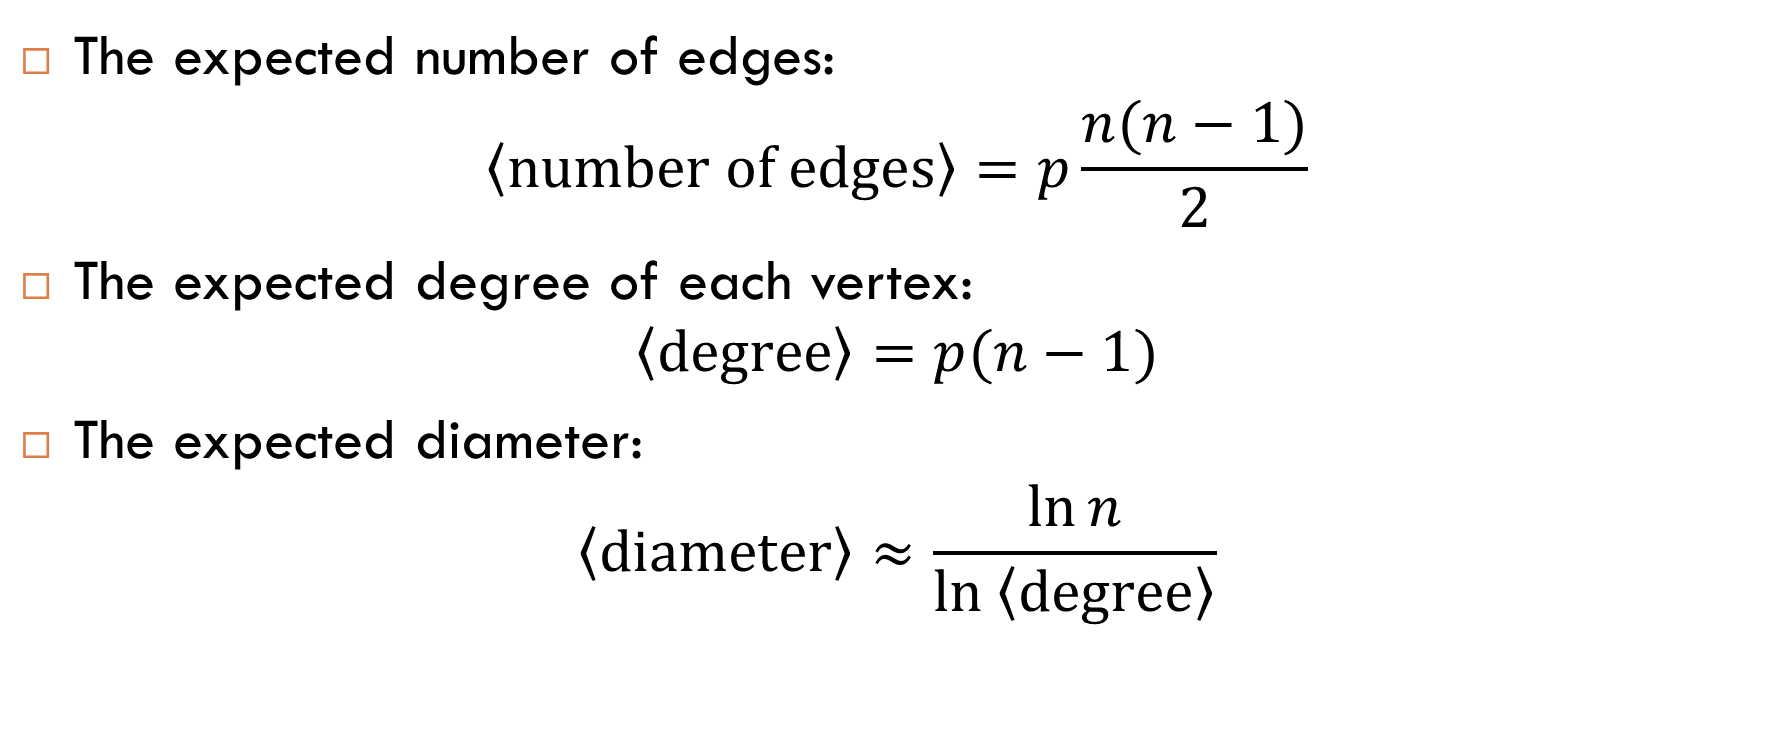 □ The expected number of edges:
⟨number of edges⟩ = p n(n − 1)/2
□ The expected degree of each vertex:
⟨degree⟩ = p(n − 1)
□ The expected diameter:
⟨diameter⟩ ≈ ln n / ln ⟨degree⟩